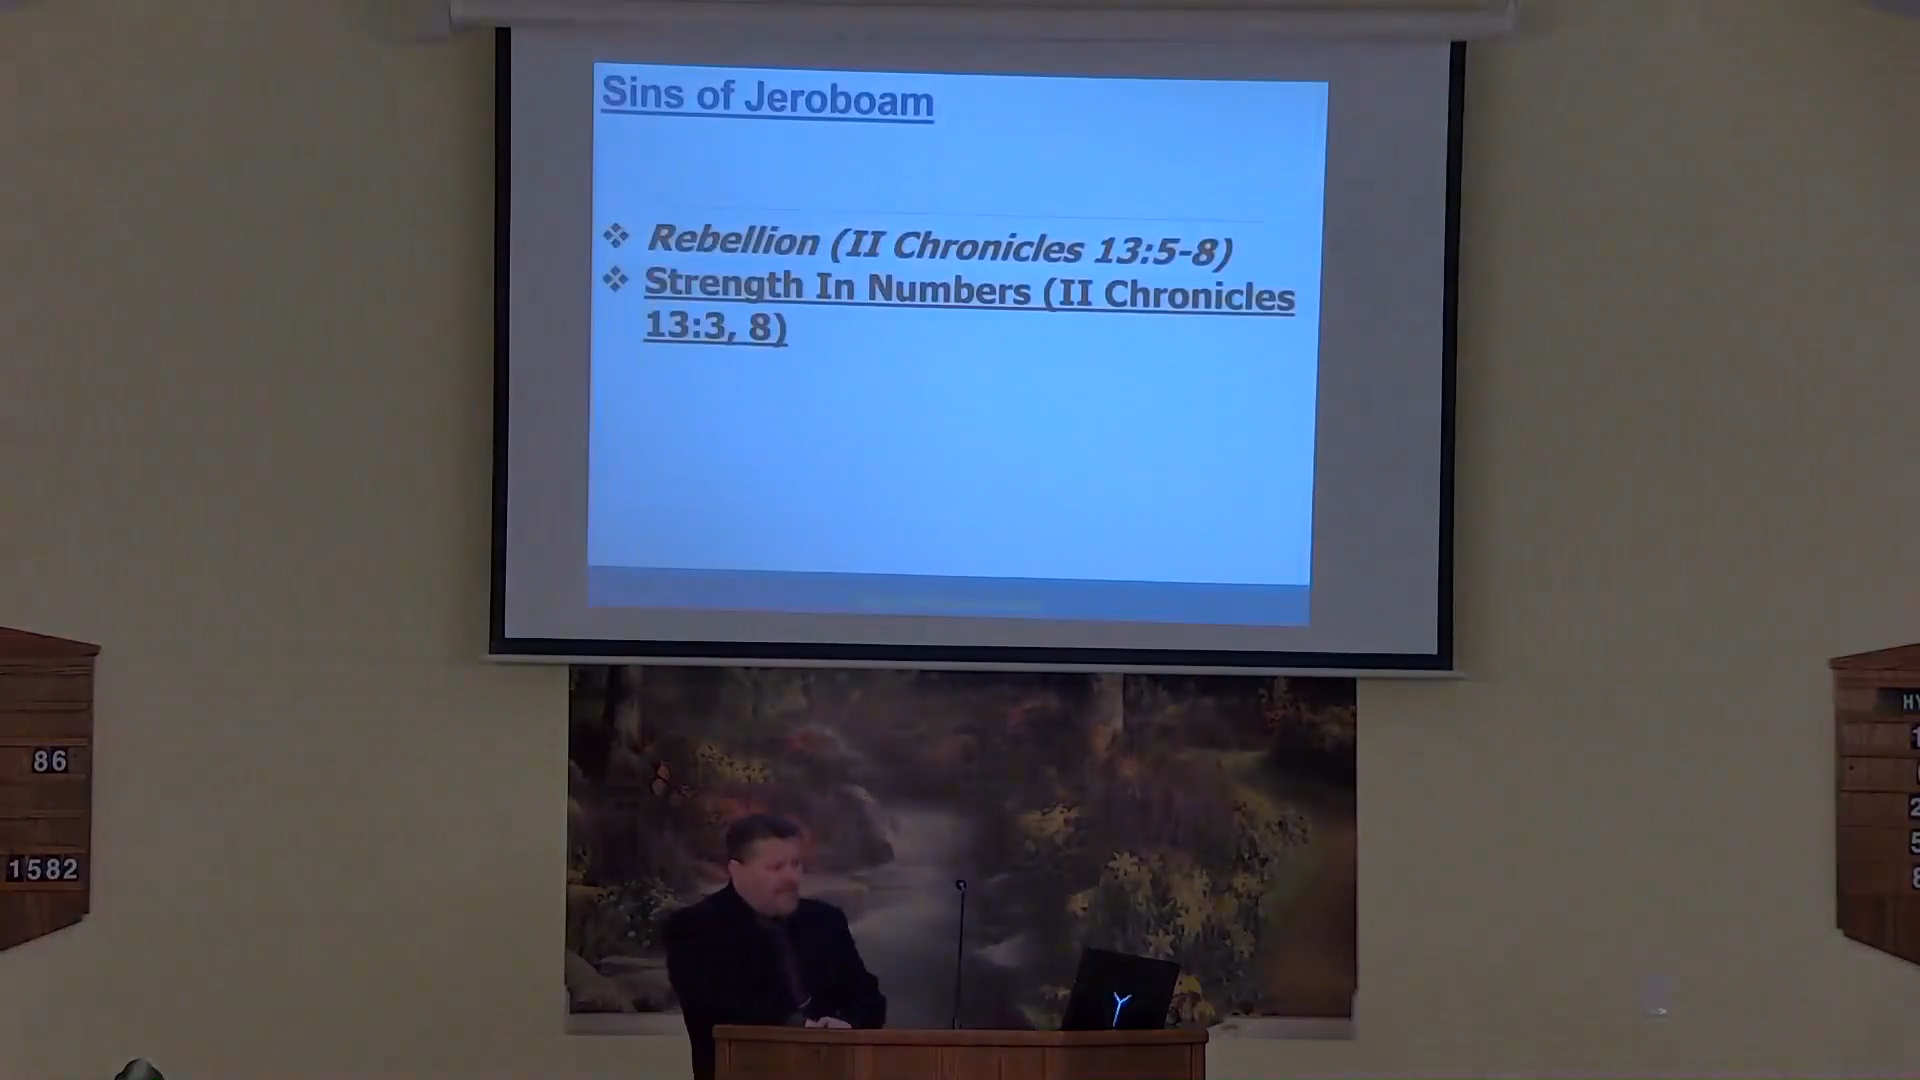 Sins of Jeroboam
Rebellion (II Chronicles 13:5-8)
Strength In Numbers (II Chronicles
13:3, 8)
86
1582